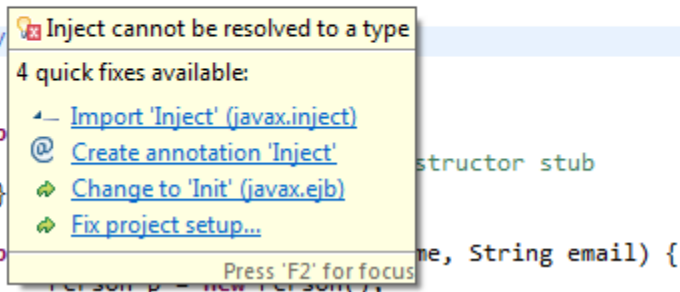 Inject cannot be resolved to a type
4 quick fixes available:
Import 'Inject' (javax.inject)
@ Create annotation 'Inject'
structor stub
Change to 'Init' (javax.ejb)
Fix project setup...
me, String email) {
Press 'F2' for focus